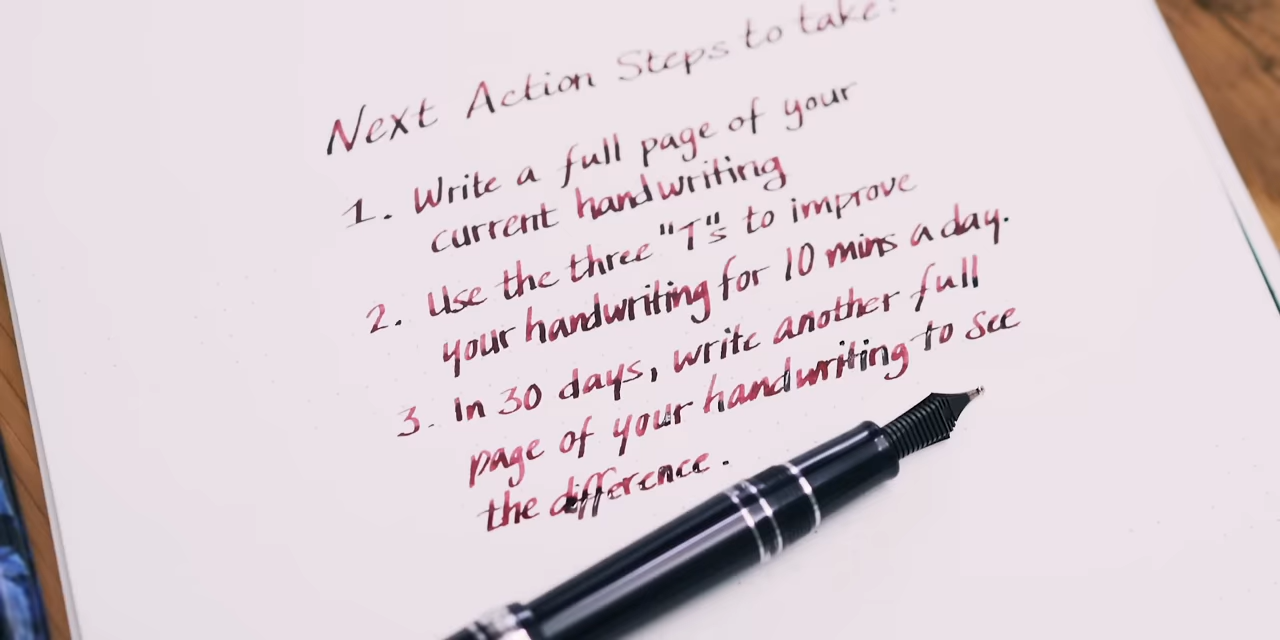 Next Action Steps to take:
1. Write a full page of your
current handwriting
2. Use the three "T"s to improve
your handwriting for 10 mins a day.
3. In 30 days, write another full
page of your handwriting to see
the difference.